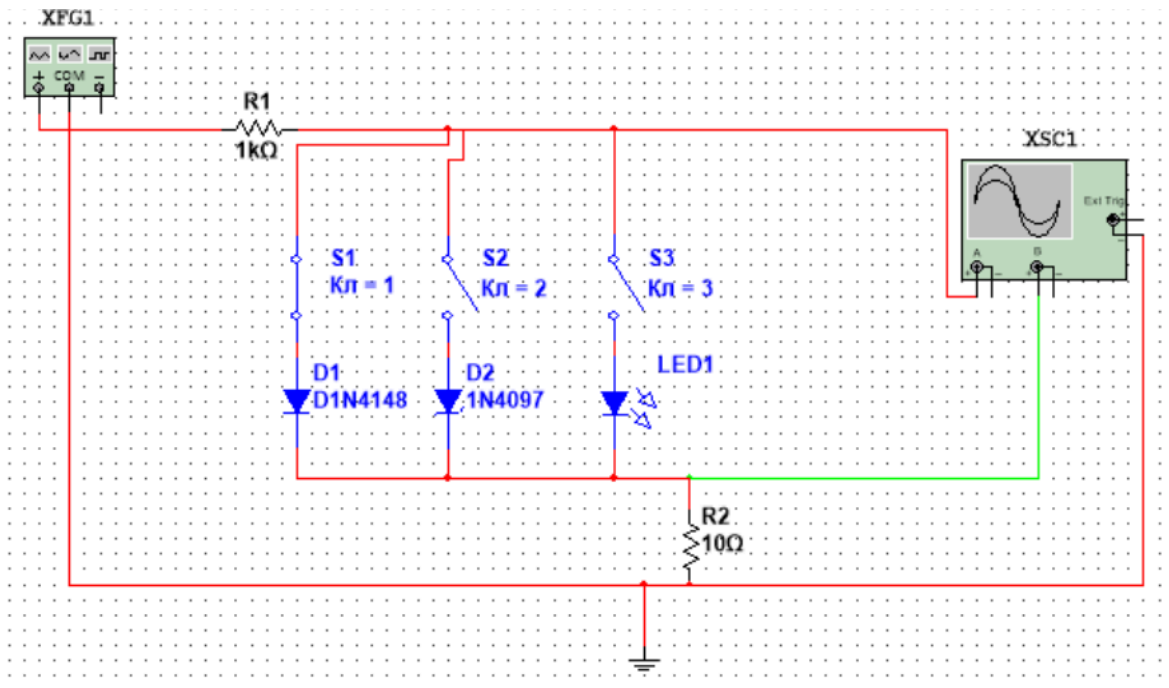 XFG1
+ COM −
R1
1kΩ
XSC1
Ext Trig
+
−
A
B
+ − + −
S1
Кл = 1
S2
Кл = 2
S3
Кл = 3
D1
D1N4148
D2
1N4097
LED1
R2
10Ω